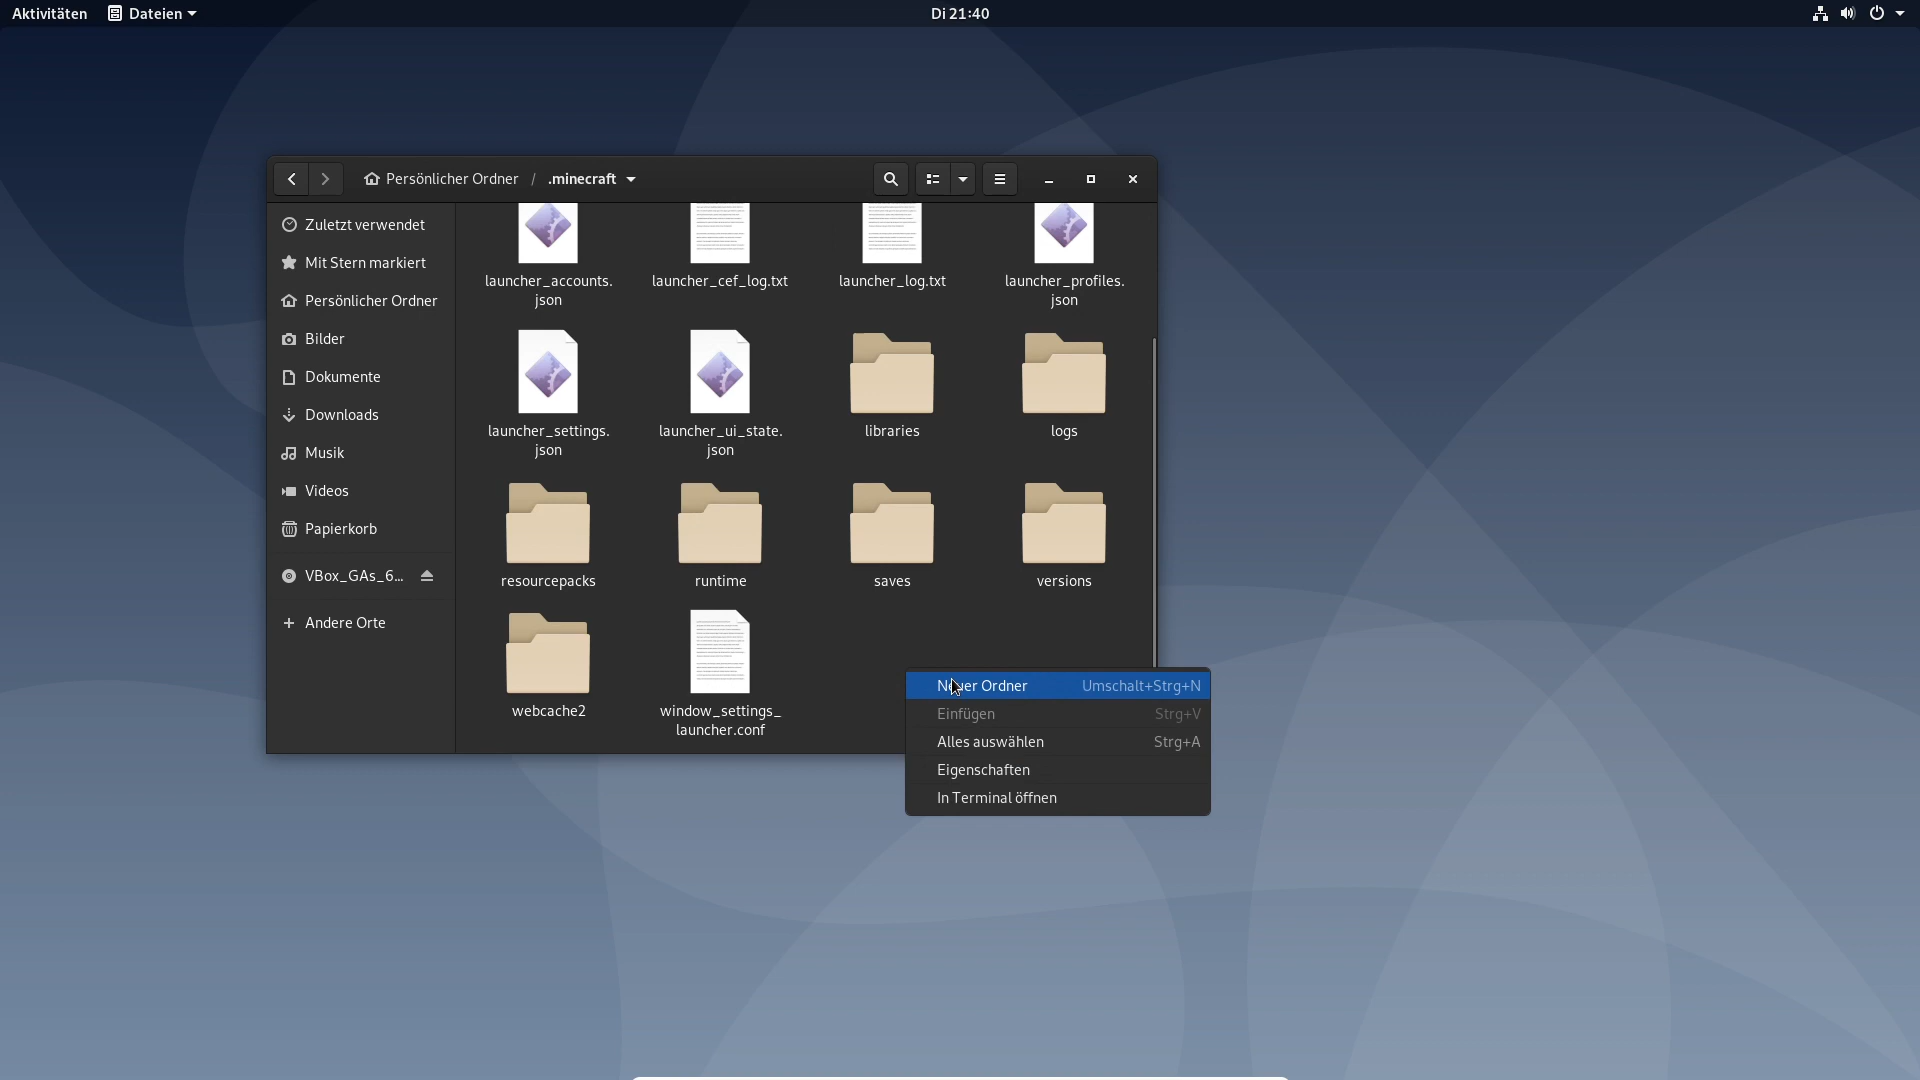 Aktivitäten Dateien Di 21:40
Persönlicher Ordner / .minecraft
Zuletzt verwendet
Mit Stern markiert
Persönlicher Ordner
Bilder
Dokumente
Downloads
Musik
Videos
Papierkorb
VBox_GAs_6...
Andere Orte
launcher_accounts.
json
launcher_cef_log.txt
launcher_log.txt
launcher_profiles.
json
launcher_settings.
json
launcher_ui_state.
json
libraries
logs
resourcepacks
runtime
saves
versions
webcache2
window_settings_
launcher.conf
Neuer Ordner Umschalt+Strg+N
Einfügen Strg+V
Alles auswählen Strg+A
Eigenschaften
In Terminal öffnen